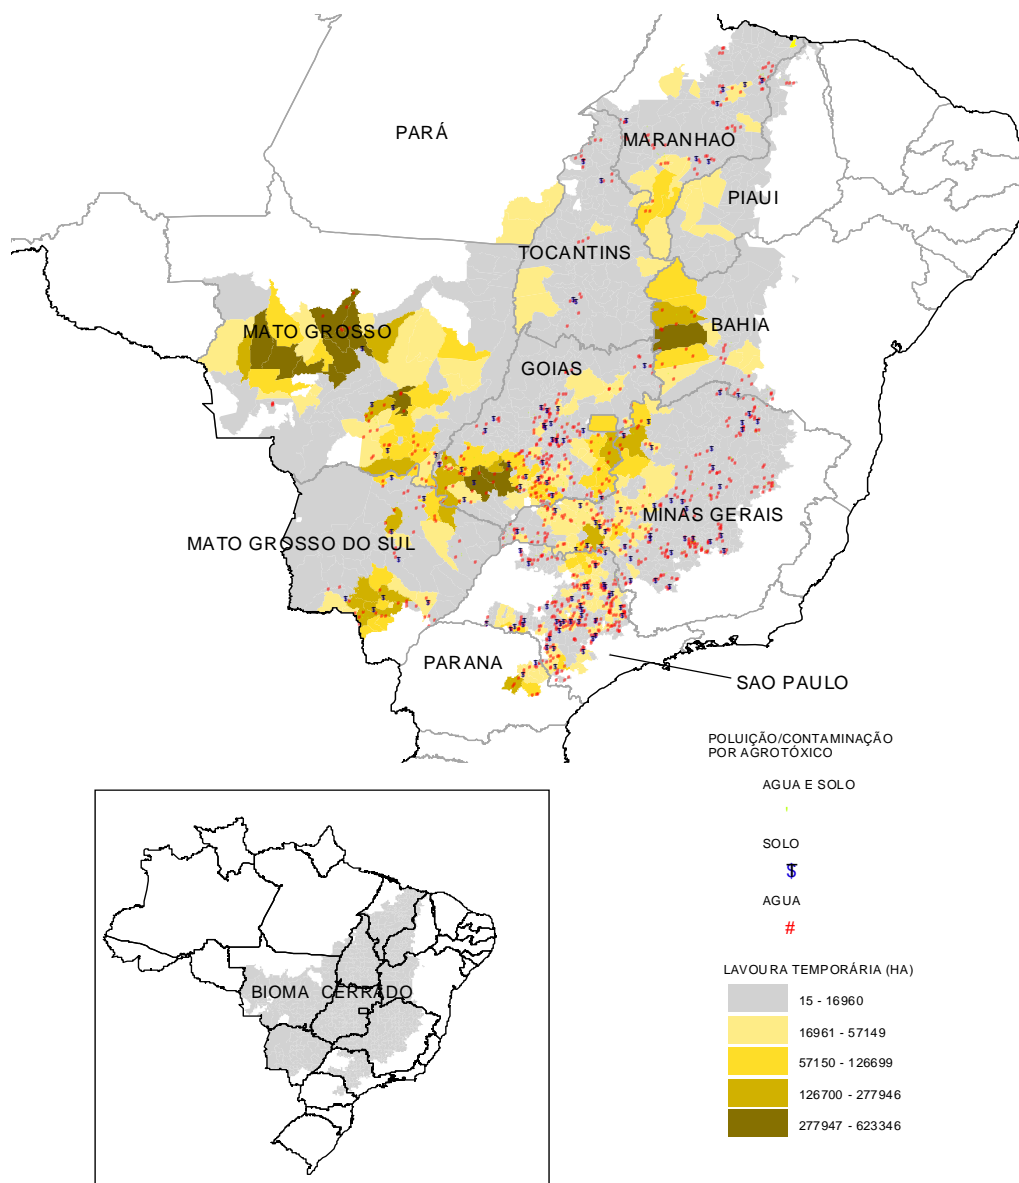 PARÁ
MARANHAO
PIAUI
TOCANTINS
MATO GROSSO
BAHIA
GOIAS
MINAS GERAIS
MATO GROSSO DO SUL
PARANA
SAO PAULO
POLUIÇÃO/CONTAMINAÇÃO
POR AGROTÓXICO
AGUA E SOLO
SOLO
$
AGUA
#
LAVOURA TEMPORÁRIA (HA)
15 - 16960
16961 - 57149
57150 - 126699
126700 - 277946
277947 - 623346
BIOMA CERRADO